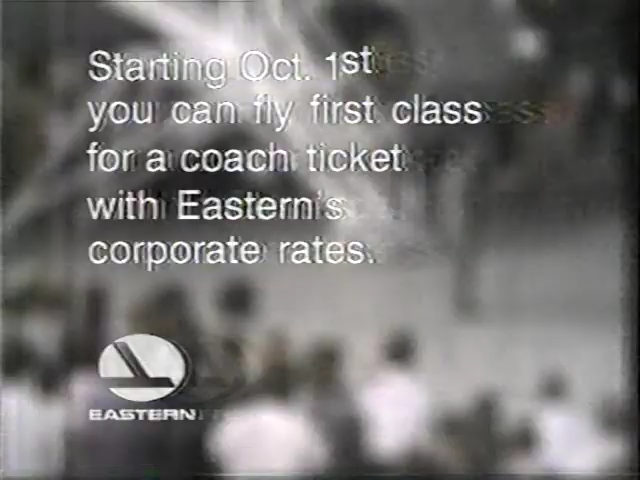 Starting Oct. 1st
you can fly first class
for a coach ticket
with Eastern's
corporate rates.
EASTERN